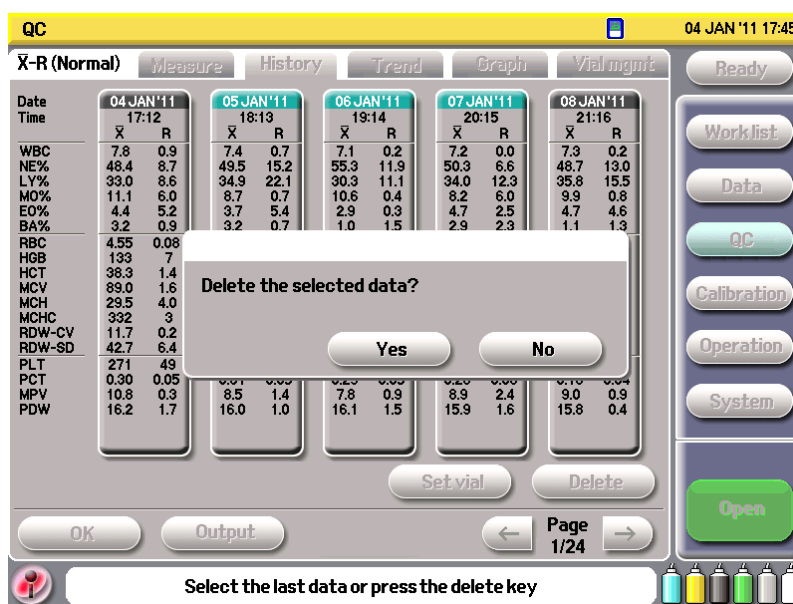 QC 04 JAN '11 17:45
X̄-R (Normal) Measure History Trend Graph Vial mgmt Ready
Date 04 JAN'11 05 JAN'11 06 JAN'11 07 JAN'11 08 JAN'11
Time 17:12 18:13 19:14 20:15 21:16
X̄ R X̄ R X̄ R X̄ R X̄ R
Work list
WBC 7.8 0.9 7.4 0.7 7.1 0.2 7.2 0.0 7.3 0.2
NE% 48.4 8.7 49.5 15.2 55.3 11.9 50.3 6.6 48.7 13.0
LY% 33.0 8.6 34.9 22.1 30.3 11.1 34.0 12.3 35.8 15.5
Data
MO% 11.1 6.0 8.7 0.7 10.6 0.4 8.2 6.0 9.9 0.8
EO% 4.4 5.2 3.7 5.4 2.9 0.3 4.7 2.5 4.7 4.6
BA% 3.2 0.9 3.2 0.7 1.0 1.5 2.9 2.3 1.1 1.3
RBC 4.55 0.08
QC
HGB 133 7
HCT 38.3 1.4
MCV 89.0 1.6
Delete the selected data?
MCH 29.5 4.0
Calibration
MCHC 332 3
RDW-CV 11.7 0.2
RDW-SD 42.7 6.4
Yes No
Operation
PLT 271 49
PCT 0.30 0.05
MPV 10.8 0.3 8.5 1.4 7.8 0.9 8.9 2.4 9.0 0.9
System
PDW 16.2 1.7 16.0 1.0 16.1 1.5 15.9 1.6 15.8 0.4
Set vial Delete
Open
OK Output ← Page →
1/24
Select the last data or press the delete key